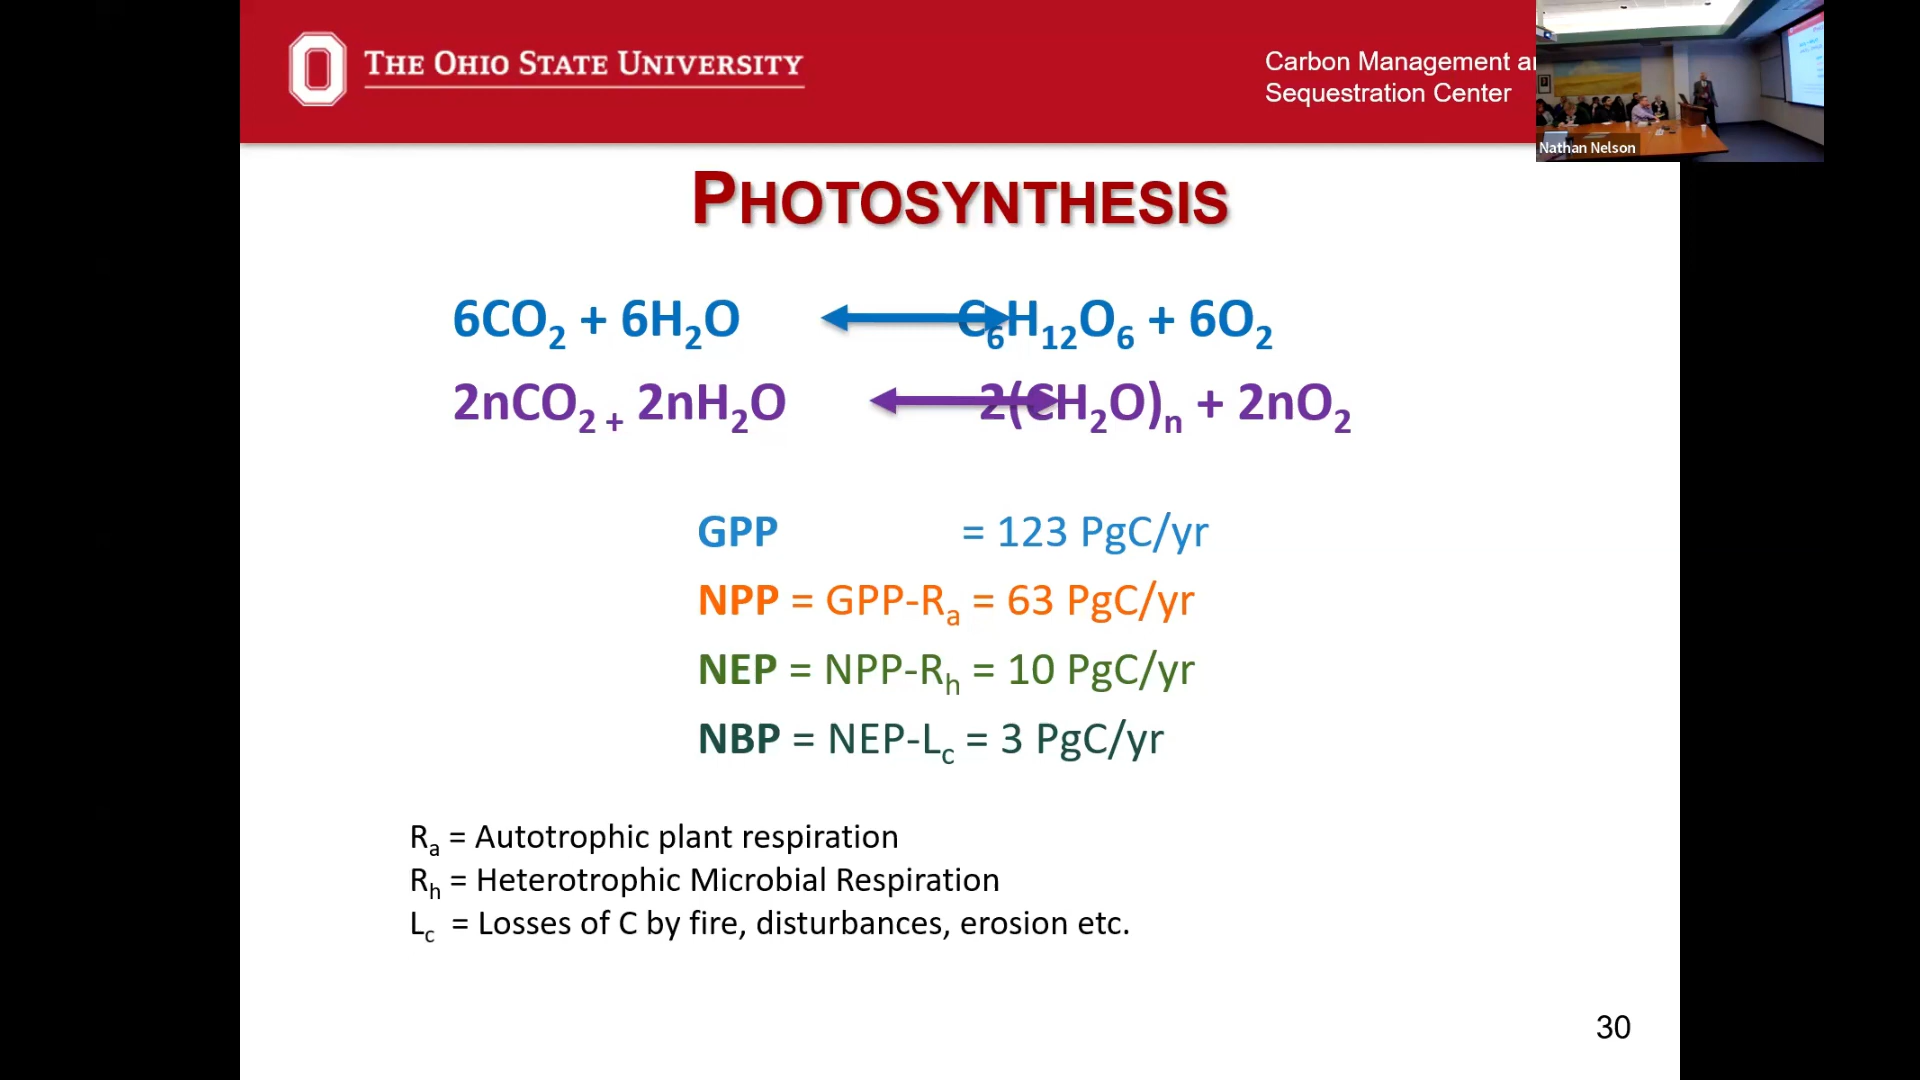 THE OHIO STATE UNIVERSITY
Carbon Management a
Sequestration Center
Nathan Nelson
PHOTOSYNTHESIS
6CO₂ + 6H₂O ⟷ C₆H₁₂O₆ + 6O₂
2nCO₂ + 2nH₂O ⟷ 2(CH₂O)ₙ + 2nO₂
GPP = 123 PgC/yr
NPP = GPP-Rₐ = 63 PgC/yr
NEP = NPP-Rₕ = 10 PgC/yr
NBP = NEP-L꜀ = 3 PgC/yr
Rₐ = Autotrophic plant respiration
Rₕ = Heterotrophic Microbial Respiration
L꜀ = Losses of C by fire, disturbances, erosion etc.
30